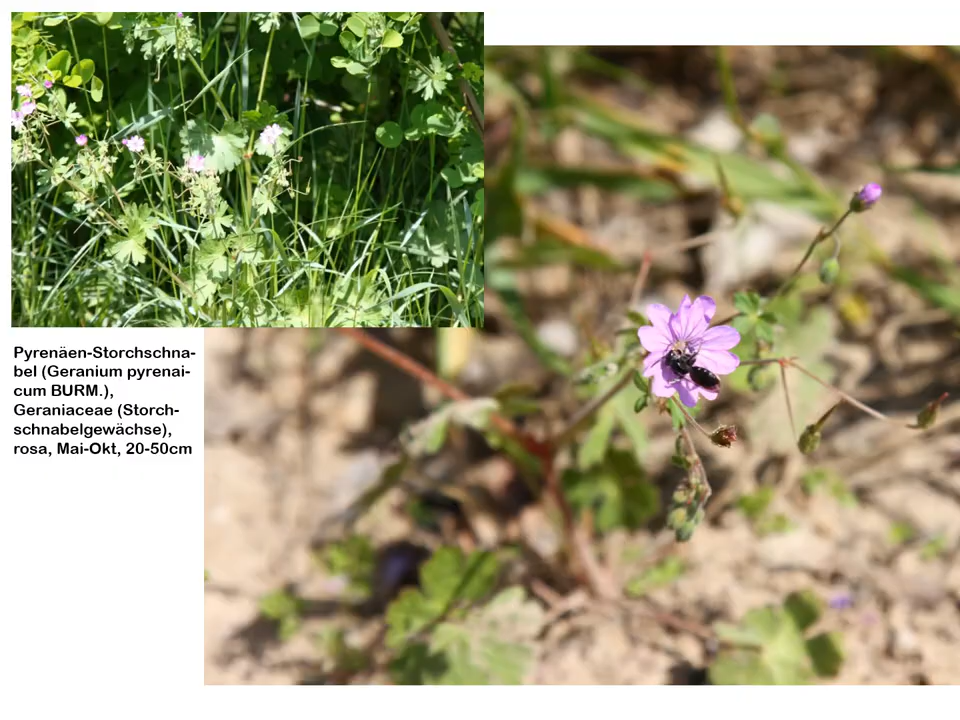 Pyrenäen-Storchschna-
bel (Geranium pyrenai-
cum BURM.),
Geraniaceae (Storch-
schnabelgewächse),
rosa, Mai-Okt, 20-50cm